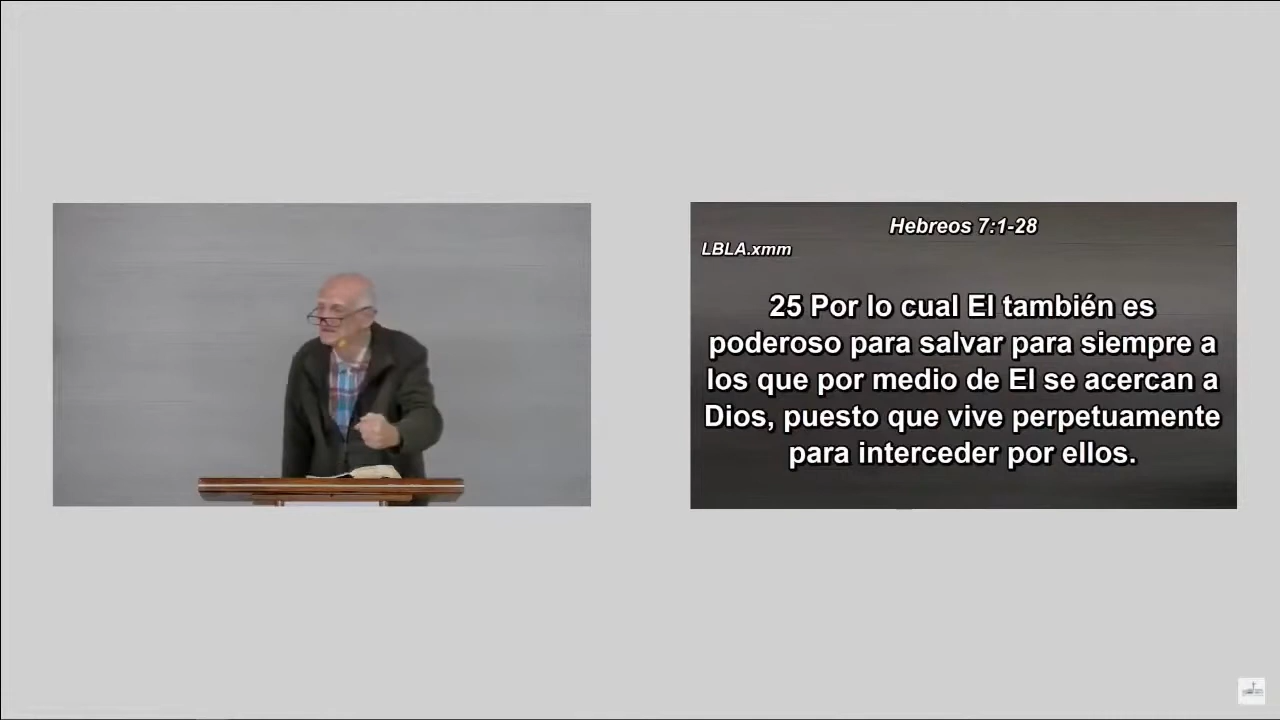 Hebreos 7:1-28
LBLA.xmm
25 Por lo cual El también es
poderoso para salvar para siempre a
los que por medio de El se acercan a
Dios, puesto que vive perpetuamente
para interceder por ellos.